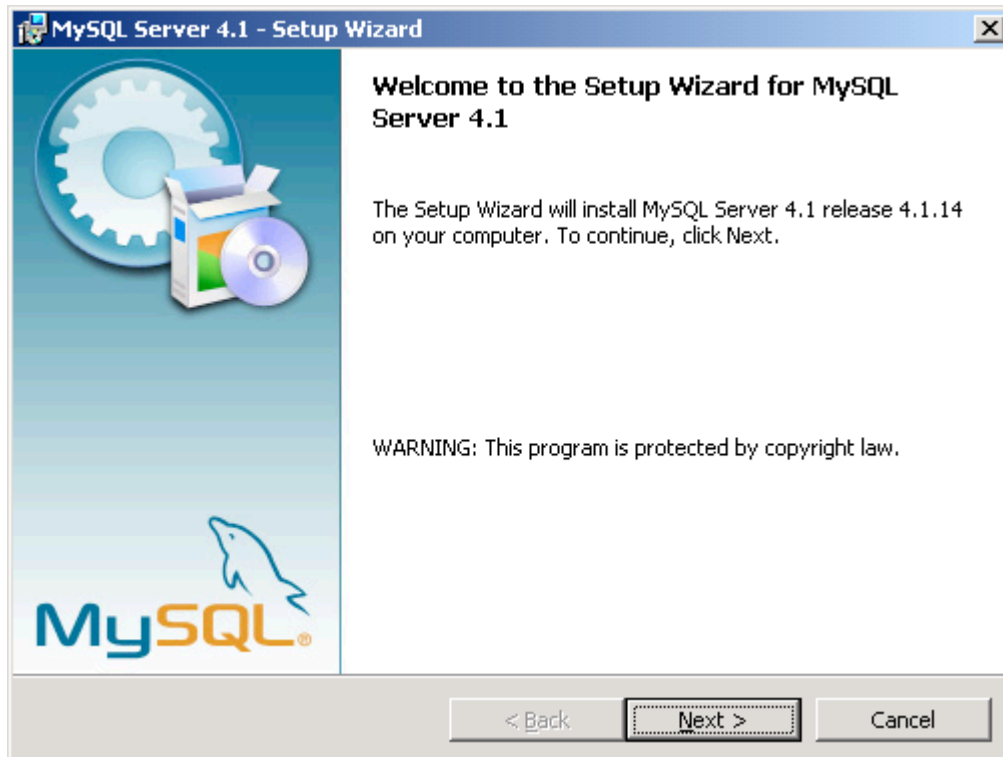 MySQL Server 4.1 - Setup Wizard
Welcome to the Setup Wizard for MySQL
Server 4.1
The Setup Wizard will install MySQL Server 4.1 release 4.1.14
on your computer. To continue, click Next.
WARNING: This program is protected by copyright law.
MySQL®
< Back
Next >
Cancel